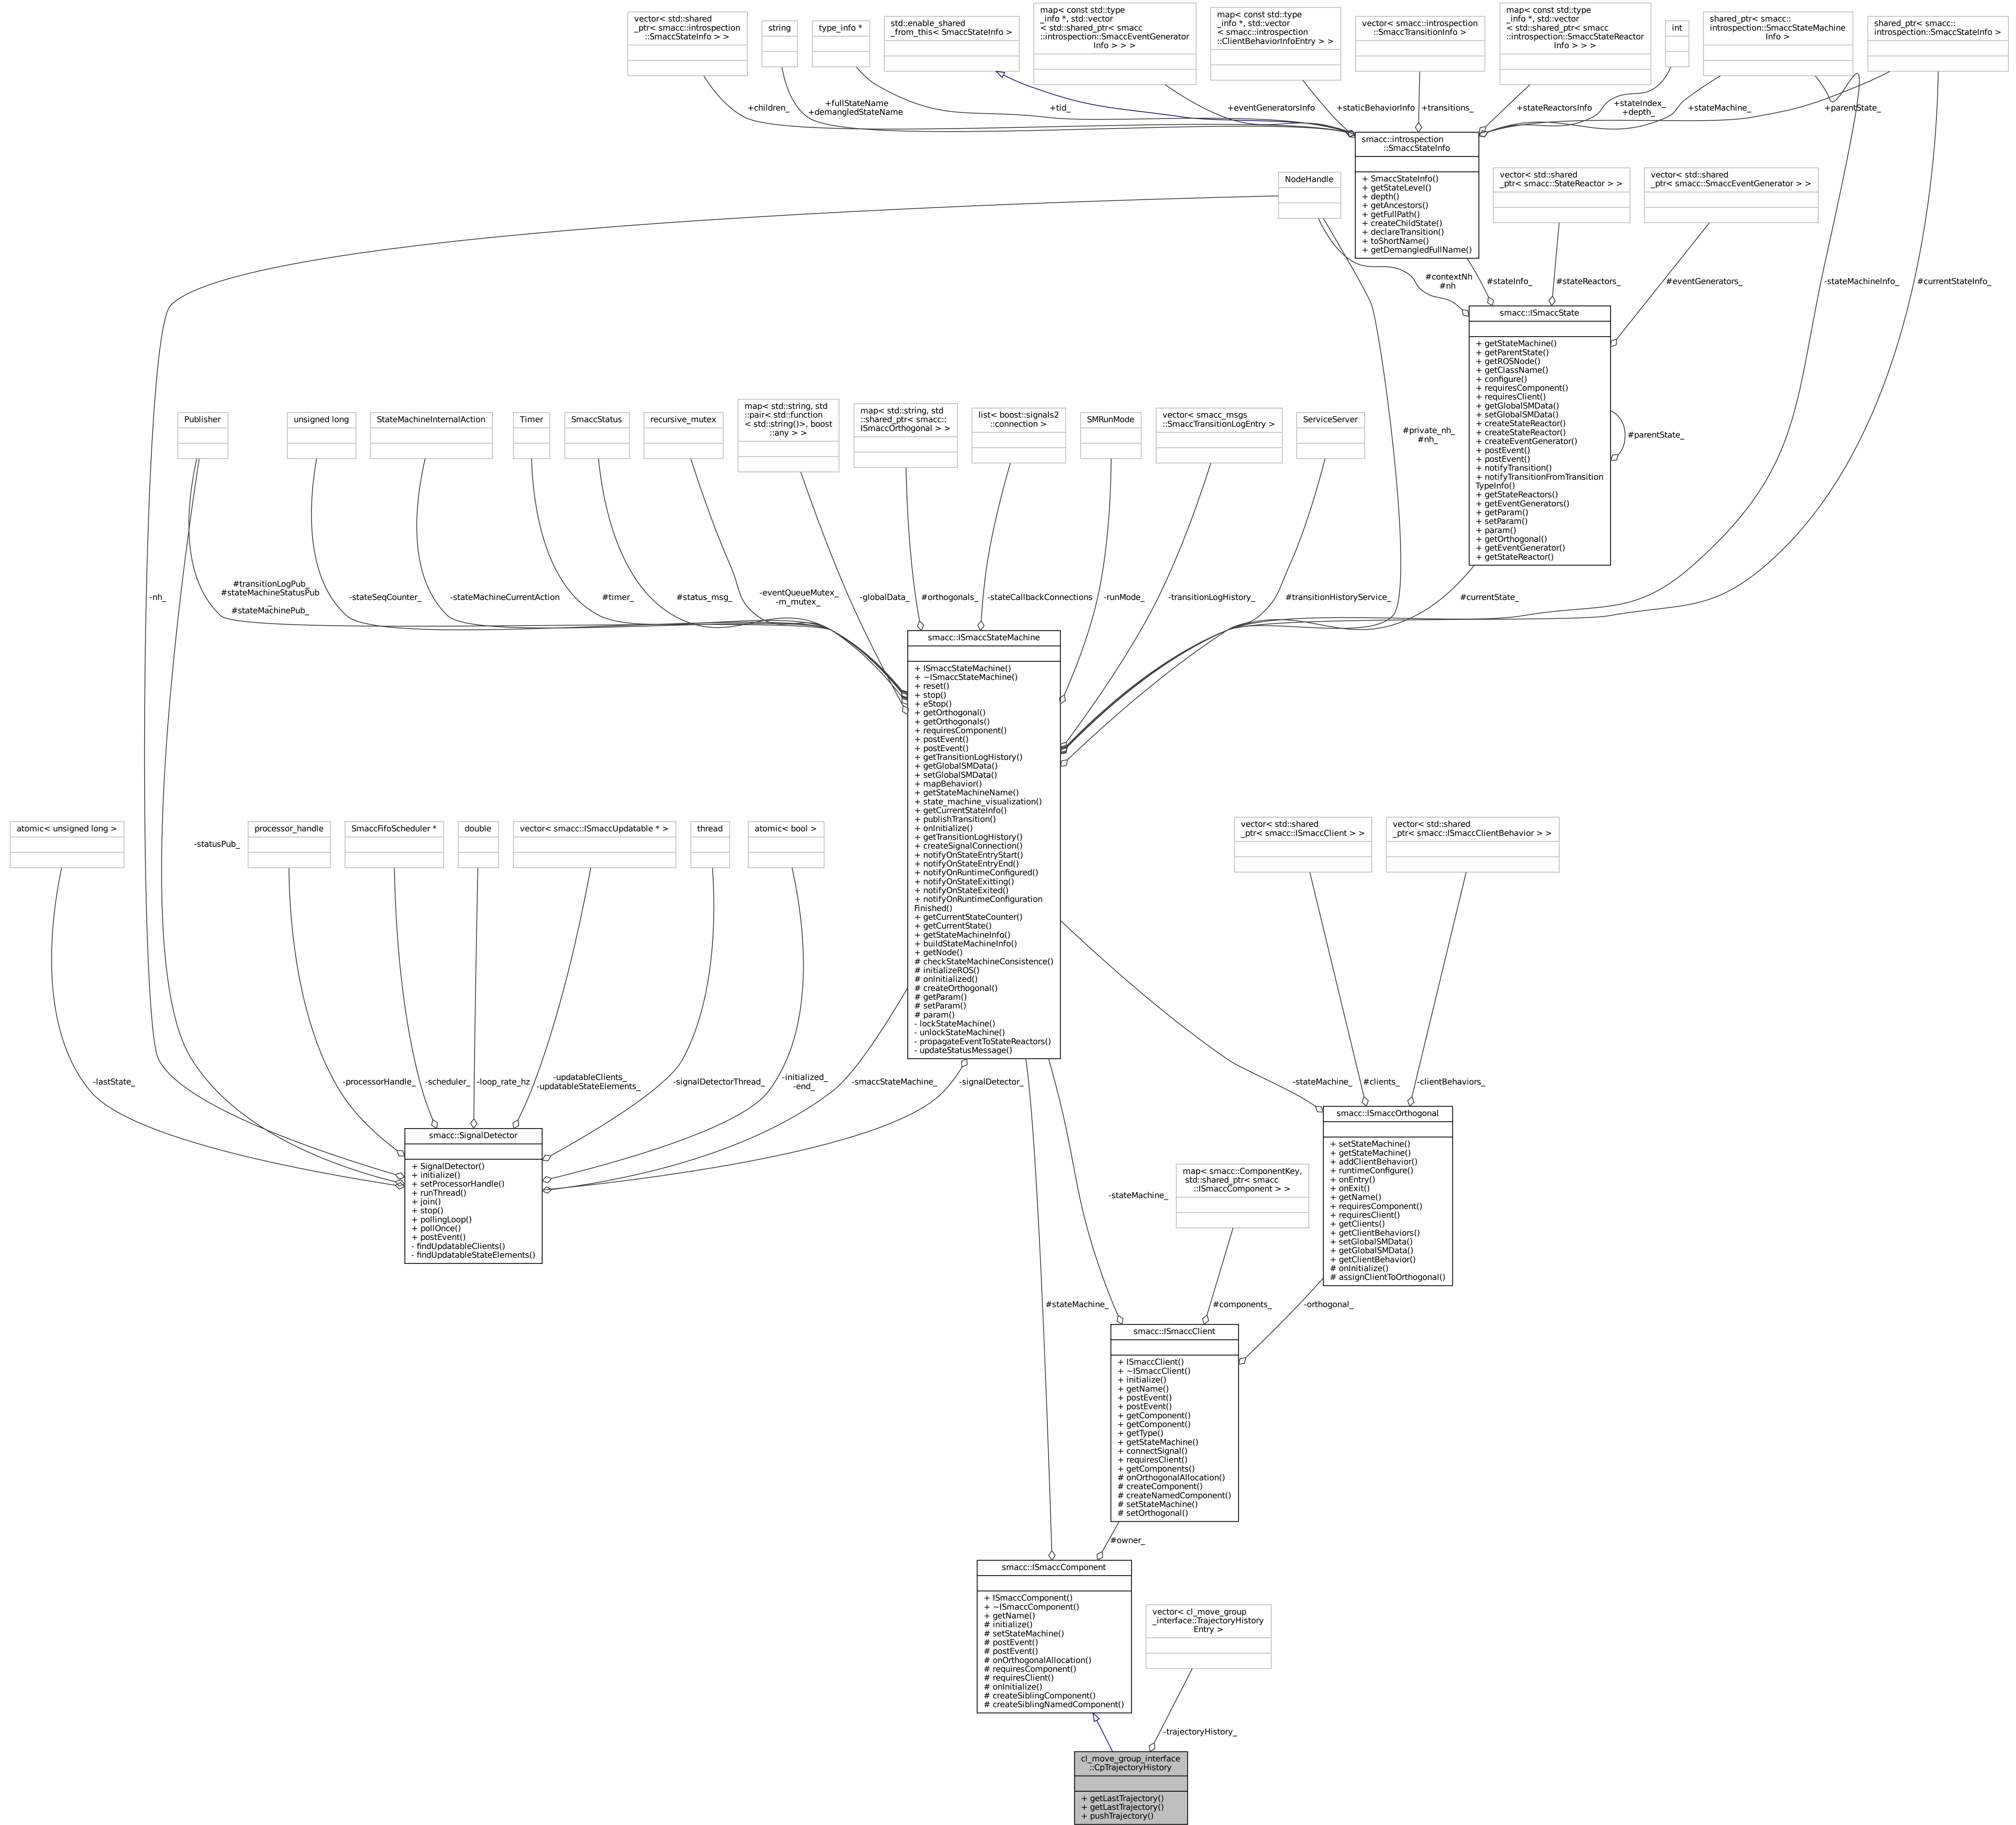 vector< std::shared
_ptr< smacc::introspection
::SmaccStateInfo > >
string
type_info *
std::enable_shared
_from_this< SmaccStateInfo >
map< const std::type
_info *, std::vector
< std::shared_ptr< smacc
::introspection::SmaccEventGenerator
Info > > >
map< const std::type
_info *, std::vector
< smacc::introspection
::ClientBehaviorInfoEntry > >
vector< smacc::introspection
::SmaccTransitionInfo >
map< const std::type
_info *, std::vector
< std::shared_ptr< smacc
::introspection::SmaccStateReactor
Info > > >
int
shared_ptr< smacc::
introspection::SmaccStateMachine
Info >
shared_ptr< smacc::
introspection::SmaccStateInfo >
+children_
+fullStateName
+demangledStateName
+tid_
+eventGeneratorsInfo
+staticBehaviorInfo
+transitions_
+stateReactorsInfo
+stateIndex_
+depth_
+stateMachine_
+parentState_
smacc::introspection
::SmaccStateInfo
+ SmaccStateInfo()
+ getStateLevel()
+ depth()
+ getAncestors()
+ getFullPath()
+ createChildState()
+ declareTransition()
+ toShortName()
+ getDemangledFullName()
NodeHandle
vector< std::shared
_ptr< smacc::StateReactor > >
vector< std::shared
_ptr< smacc::SmaccEventGenerator > >
#contextNh
#nh
#stateInfo_
#stateReactors_
#eventGenerators_
-stateMachineInfo_
#currentStateInfo_
smacc::ISmaccState
+ getStateMachine()
+ getParentState()
+ getROSNode()
+ getClassName()
+ configure()
+ requiresComponent()
+ requiresClient()
+ getGlobalSMData()
+ setGlobalSMData()
+ createStateReactor()
+ createStateReactor()
+ createEventGenerator()
+ postEvent()
+ postEvent()
+ notifyTransition()
+ notifyTransitionFromTransition
TypeInfo()
+ getStateReactors()
+ getEventGenerators()
+ getParam()
+ setParam()
+ param()
+ getOrthogonal()
+ getEventGenerator()
+ getStateReactor()
#parentState_
Publisher
unsigned long
StateMachineInternalAction
Timer
SmaccStatus
recursive_mutex
map< std::string, std
::pair< std::function
< std::string()>, boost
::any > >
map< std::string, std
::shared_ptr< smacc::
ISmaccOrthogonal > >
list< boost::signals2
::connection >
SMRunMode
vector< smacc_msgs
::SmaccTransitionLogEntry >
ServiceServer
#private_nh_
#nh_
-nh_
#transitionLogPub_
#stateMachineStatusPub
_
#stateMachinePub_
-stateSeqCounter_
-stateMachineCurrentAction
#timer_
#status_msg_
-eventQueueMutex_
-m_mutex_
-globalData_
#orthogonals_
-stateCallbackConnections
-runMode_
-transitionLogHistory_
#transitionHistoryService_
#currentState_
smacc::ISmaccStateMachine
+ ISmaccStateMachine()
+ ~ISmaccStateMachine()
+ reset()
+ stop()
+ eStop()
+ getOrthogonal()
+ getOrthogonals()
+ requiresComponent()
+ postEvent()
+ postEvent()
+ getTransitionLogHistory()
+ getGlobalSMData()
+ setGlobalSMData()
+ mapBehavior()
+ getStateMachineName()
+ state_machine_visualization()
+ getCurrentStateInfo()
+ publishTransition()
+ onInitialize()
+ getTransitionLogHistory()
+ createSignalConnection()
+ notifyOnStateEntryStart()
+ notifyOnStateEntryEnd()
+ notifyOnRuntimeConfigured()
+ notifyOnStateExitting()
+ notifyOnStateExited()
+ notifyOnRuntimeConfiguration
Finished()
+ getCurrentStateCounter()
+ getCurrentState()
+ getStateMachineInfo()
+ buildStateMachineInfo()
+ getNode()
# checkStateMachineConsistence()
# initializeROS()
# onInitialized()
# createOrthogonal()
# getParam()
# setParam()
# param()
- lockStateMachine()
- unlockStateMachine()
- propagateEventToStateReactors()
- updateStatusMessage()
atomic< unsigned long >
-statusPub_
processor_handle
SmaccFifoScheduler *
double
vector< smacc::ISmaccUpdatable * >
thread
atomic< bool >
vector< std::shared
_ptr< smacc::ISmaccClient > >
vector< std::shared
_ptr< smacc::ISmaccClientBehavior > >
-lastState_
-processorHandle_
-scheduler_
-loop_rate_hz
-updatableClients_
-updatableStateElements_
-signalDetectorThread_
-initialized_
-end_
-smaccStateMachine_
-signalDetector_
-stateMachine_
#clients_
-clientBehaviors_
smacc::SignalDetector
+ SignalDetector()
+ initialize()
+ setProcessorHandle()
+ runThread()
+ join()
+ stop()
+ pollingLoop()
+ pollOnce()
+ postEvent()
- findUpdatableClients()
- findUpdatableStateElements()
smacc::ISmaccOrthogonal
+ setStateMachine()
+ getStateMachine()
+ addClientBehavior()
+ runtimeConfigure()
+ onEntry()
+ onExit()
+ getName()
+ requiresComponent()
+ requiresClient()
+ getClients()
+ getClientBehaviors()
+ setGlobalSMData()
+ getGlobalSMData()
+ getClientBehavior()
# onInitialize()
# assignClientToOrthogonal()
-stateMachine_
map< smacc::ComponentKey,
std::shared_ptr< smacc
::ISmaccComponent > >
#stateMachine_
#components_
-orthogonal_
smacc::ISmaccClient
+ ISmaccClient()
+ ~ISmaccClient()
+ initialize()
+ getName()
+ postEvent()
+ postEvent()
+ getComponent()
+ getComponent()
+ getType()
+ getStateMachine()
+ connectSignal()
+ requiresClient()
+ getComponents()
# onOrthogonalAllocation()
# createComponent()
# createNamedComponent()
# setStateMachine()
# setOrthogonal()
#owner_
smacc::ISmaccComponent
+ ISmaccComponent()
+ ~ISmaccComponent()
+ getName()
# initialize()
# setStateMachine()
# postEvent()
# postEvent()
# onOrthogonalAllocation()
# requiresComponent()
# requiresClient()
# onInitialize()
# createSiblingComponent()
# createSiblingNamedComponent()
vector< cl_move_group
_interface::TrajectoryHistory
Entry >
-trajectoryHistory_
cl_move_group_interface
::CpTrajectoryHistory
+ getLastTrajectory()
+ getLastTrajectory()
+ pushTrajectory()